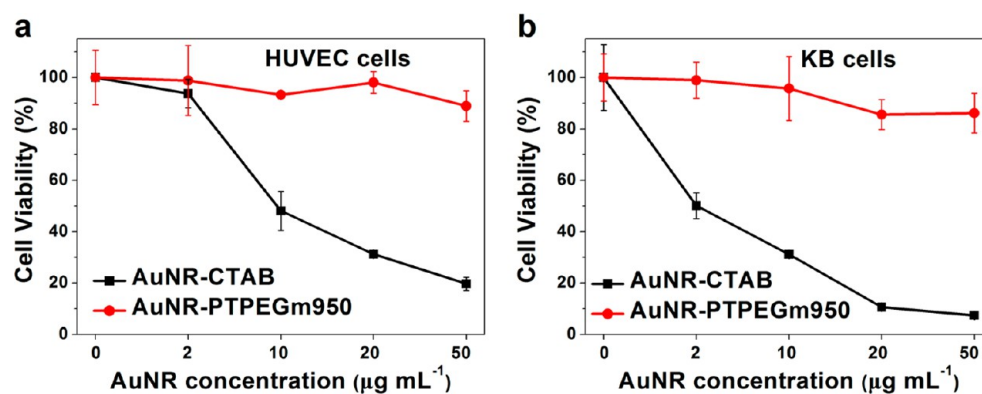 a
HUVEC cells
Cell Viability (%)
100
80
60
40
20
0
AuNR-CTAB
AuNR-PTPEGm950
0 2 10 20 50
AuNR concentration (μg mL⁻¹)
b
KB cells
Cell Viability (%)
100
80
60
40
20
0
AuNR-CTAB
AuNR-PTPEGm950
0 2 10 20 50
AuNR concentration (μg mL⁻¹)